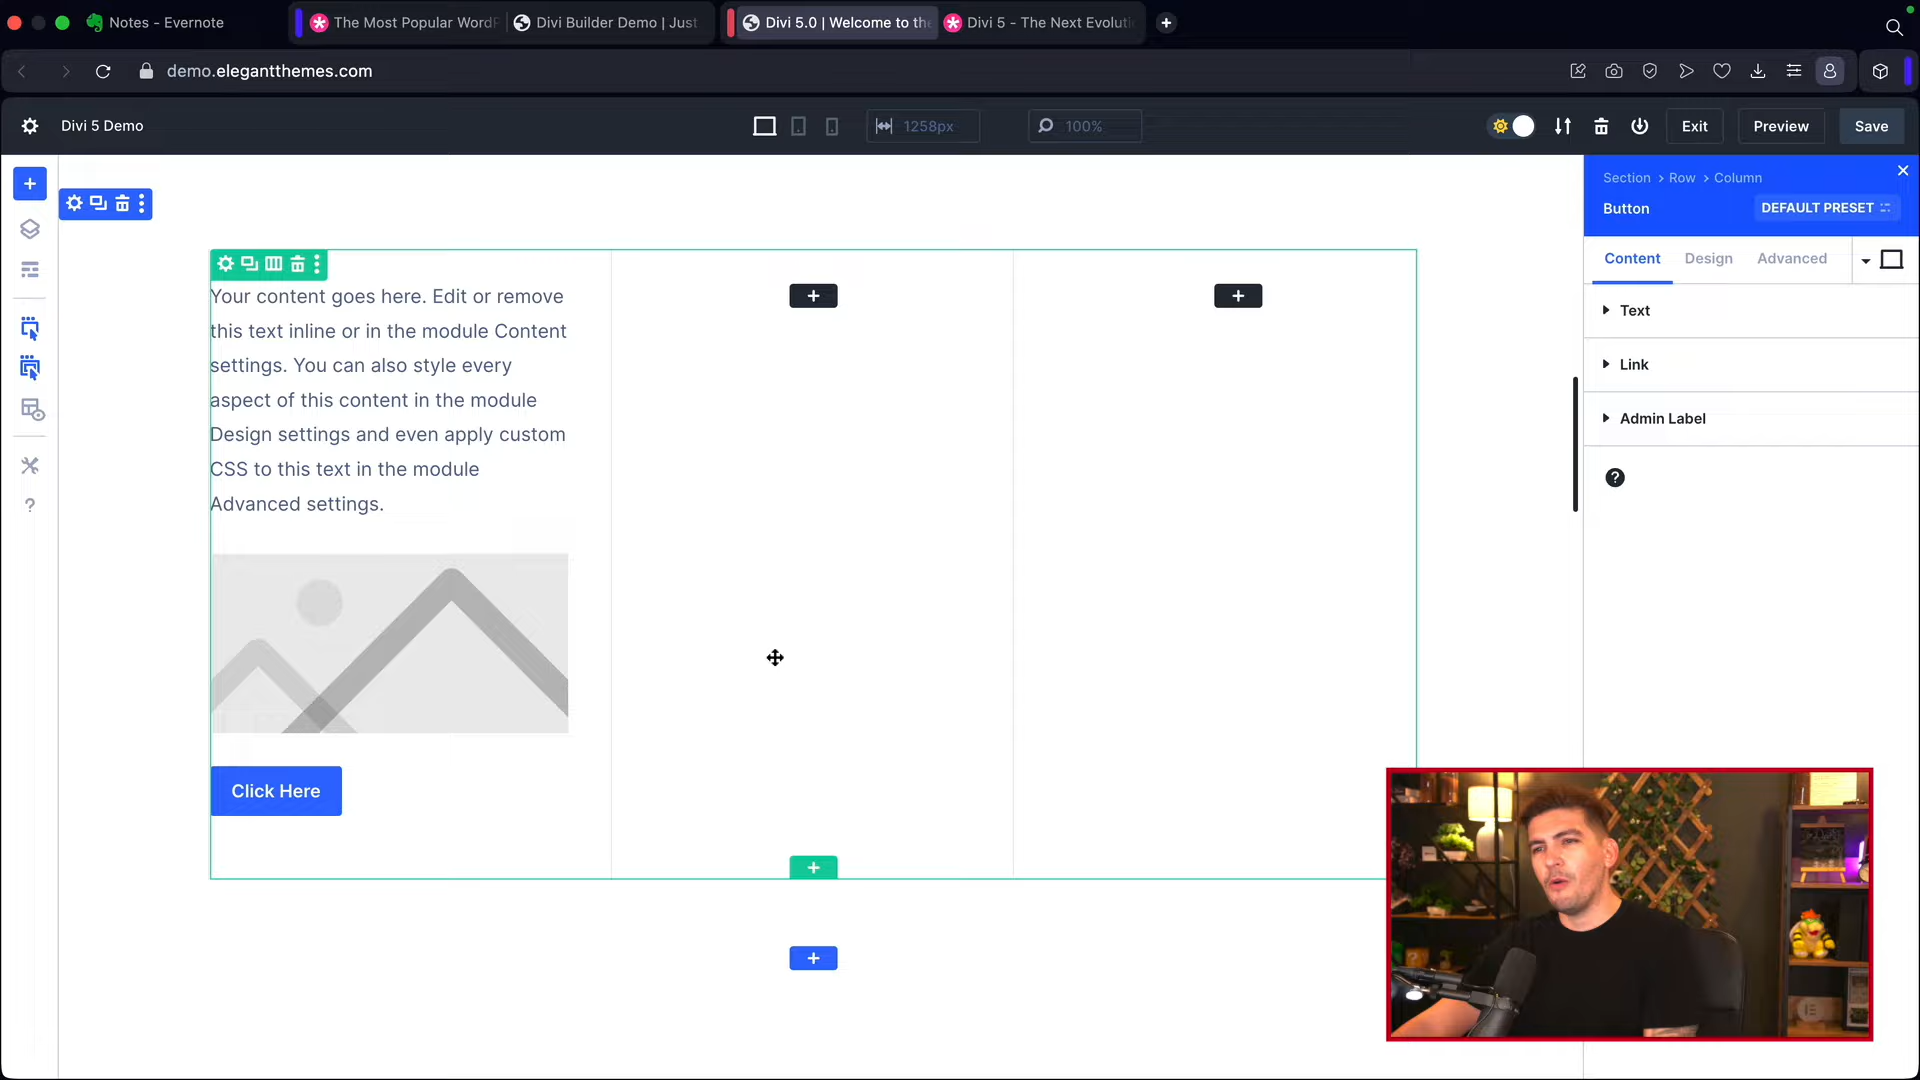 Notes - Evernote
The Most Popular WordP
Divi Builder Demo | Just
Divi 5.0 | Welcome to the
Divi 5 - The Next Evoluti
demo.elegantthemes.com
Divi 5 Demo
1258px
100%
Exit
Preview
Save
Section > Row > Column
Button
DEFAULT PRESET
Content
Design
Advanced
Text
Link
Admin Label
Your content goes here. Edit or remove
this text inline or in the module Content
settings. You can also style every
aspect of this content in the module
Design settings and even apply custom
CSS to this text in the module
Advanced settings.
Click Here